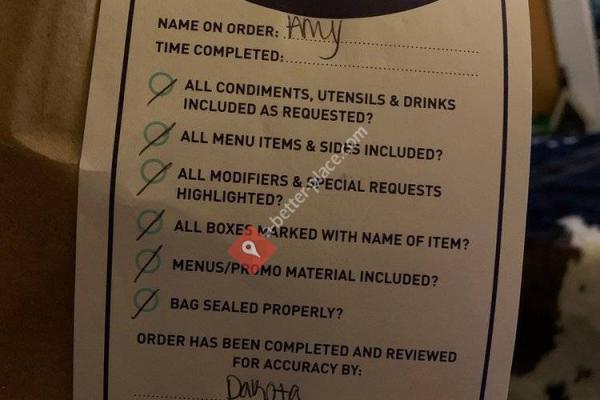 NAME ON ORDER: Amy
TIME COMPLETED:
ALL CONDIMENTS, UTENSILS & DRINKS
INCLUDED AS REQUESTED?
ALL MENU ITEMS & SIDES INCLUDED?
ALL MODIFIERS & SPECIAL REQUESTS
HIGHLIGHTED?
ALL BOXES MARKED WITH NAME OF ITEM?
MENUS/PROMO MATERIAL INCLUDED?
BAG SEALED PROPERLY?
ORDER HAS BEEN COMPLETED AND REVIEWED
FOR ACCURACY BY:
Dakota